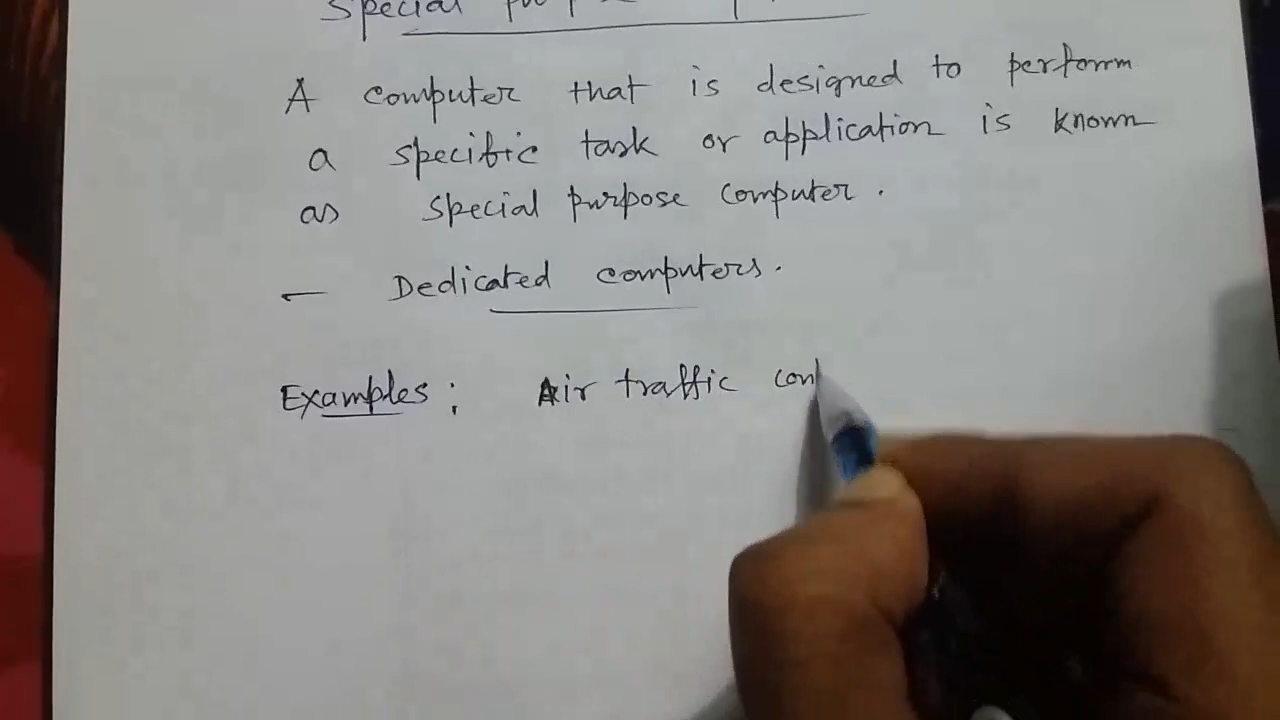 Special
A computer that is designed to perform
a specific task or application is known
as special purpose computer.
— Dedicated computers.
Examples : Air traffic con